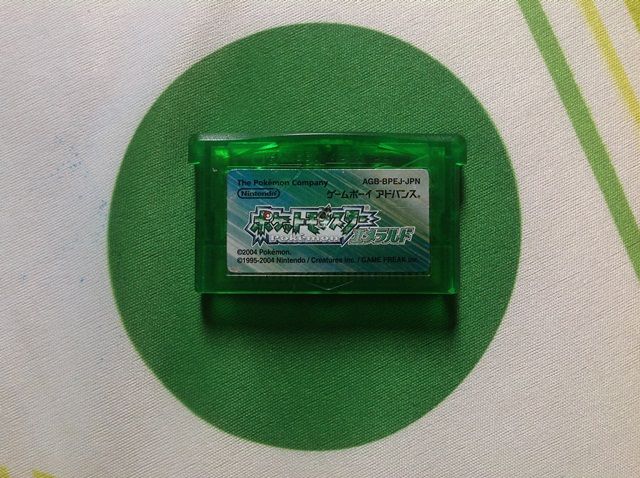 The Pokémon Company
AGB-BPEJ-JPN
Nintendo
ゲームボーイ アドバンス®
ポケットモンスター
POKéMON
エメラルド
©2004 Pokémon.
©1995-2004 Nintendo / Creatures inc. / GAME FREAK inc.